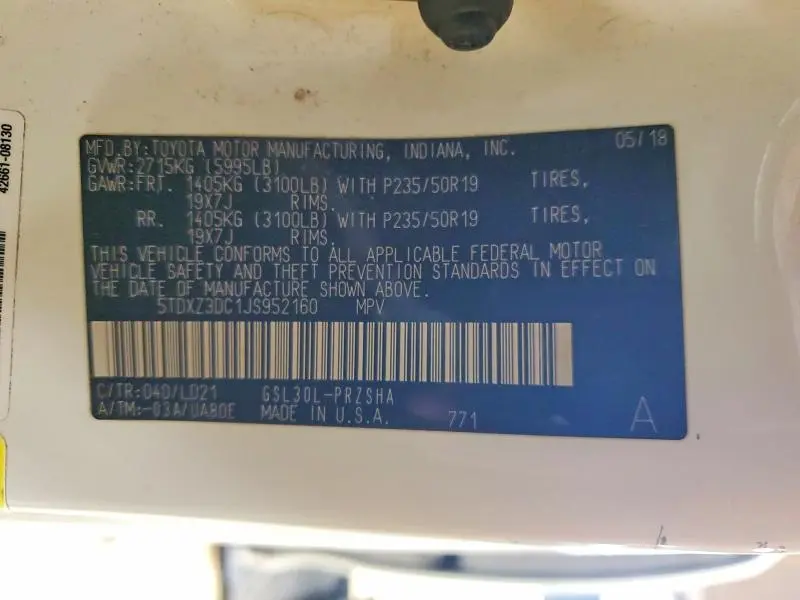 MFD.BY:TOYOTA MOTOR MANUFACTURING, INDIANA, INC. 05/18
GVWR:2715KG (5995LB)
GAWR:FRT. 1405KG (3100LB) WITH P235/50R19 TIRES,
19X7J RIMS.
RR. 1405KG (3100LB) WITH P235/50R19 TIRES,
19X7J RIMS.
THIS VEHICLE CONFORMS TO ALL APPLICABLE FEDERAL MOTOR
VEHICLE SAFETY AND THEFT PREVENTION STANDARDS IN EFFECT ON
THE DATE OF MANUFACTURE SHOWN ABOVE.
5TDXZ3DC1JS952160 MPV
C/TR:040/LD21 GSL30L-PRZSHA
A/TM:-03A/UA80E MADE IN U.S.A. 771 A
42661-08130